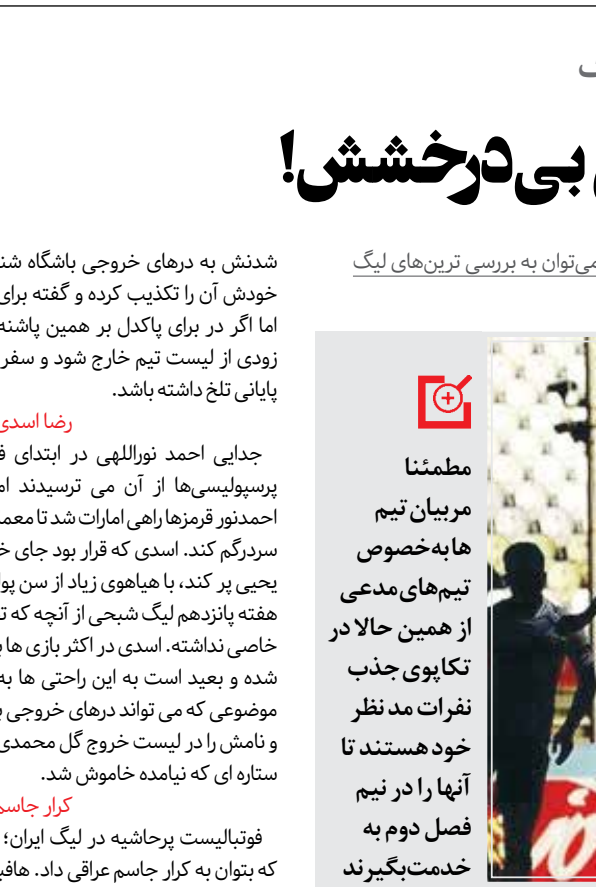 بی‌درخشش!
می‌توان به بررسی ترین‌های لیگ
مطمئنا
مربیان تیم
هابه‌خصوص
تیم‌های مدعی
از همین حالا در
تکاپوی جذب
نفرات مد نظر
خود هستند تا
آنها را در نیم
فصل دوم به
خدمت‌بگیرند
شدنش به درهای خروجی باشگاه
خودش آن را تکذیب کرده و گفته برای
اما اگر در برای پاکدل بر همین پاشنه
زودی از لیست تیم خارج شود و سفر
پایانی تلخ داشته باشد.
رضا اسدی
جدایی احمد نوراللهی در ابتدای
پرسپولیسی‌ها از آن می ترسیدند
احمدنور قرمزها راهی امارات شد تا
سردرگم کند. اسدی که قرار بود جای
یحیی پر کند، با هیاهوی زیاد از سن
هفته پانزدهم لیگ شبحی از آنچه که
خاصی نداشته. اسدی در اکثر بازی ها
شده و بعید است به این راحتی ها به
موضوعی که می تواند درهای خروجی
و نامش را در لیست خروج گل محمدی
ستاره ای که نیامده خاموش شد.
کرار جاسم
فوتبالیست پرحاشیه در لیگ ایران؛
که بتوان به کرار جاسم عراقی داد.